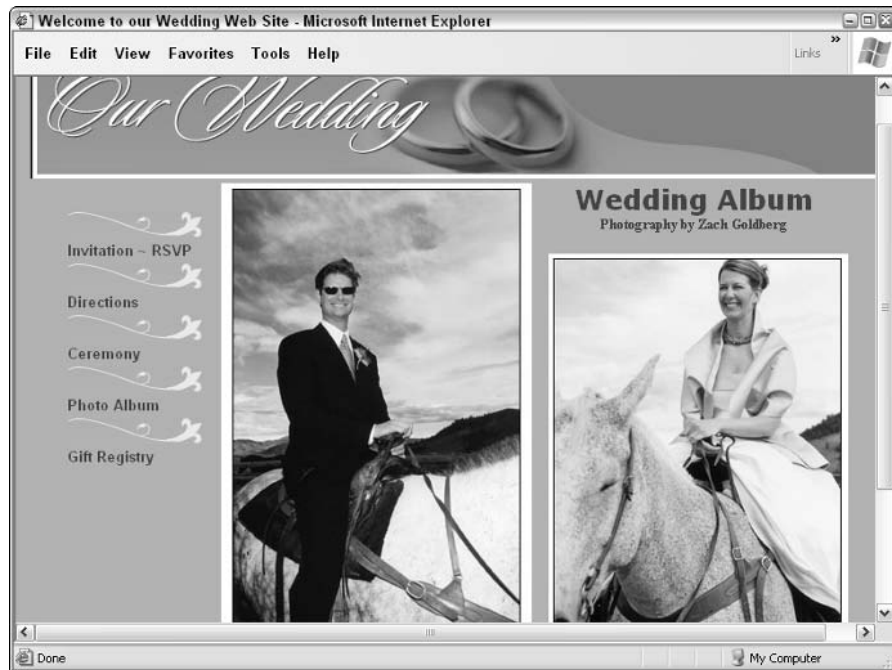 Welcome to our Wedding Web Site - Microsoft Internet Explorer
File Edit View Favorites Tools Help
Links »
Our Wedding
Wedding Album
Photography by Zach Goldberg
Invitation ~ RSVP
Directions
Ceremony
Photo Album
Gift Registry
Done
My Computer